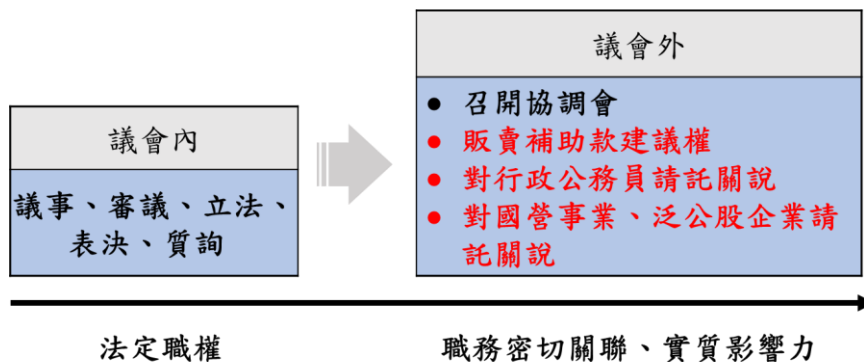 議會內
議事、審議、立法、
表決、質詢
議會外
● 召開協調會
● 販賣補助款建議權
● 對行政公務員請託關說
● 對國營事業、泛公股企業請
託關說
法定職權
職務密切關聯、實質影響力